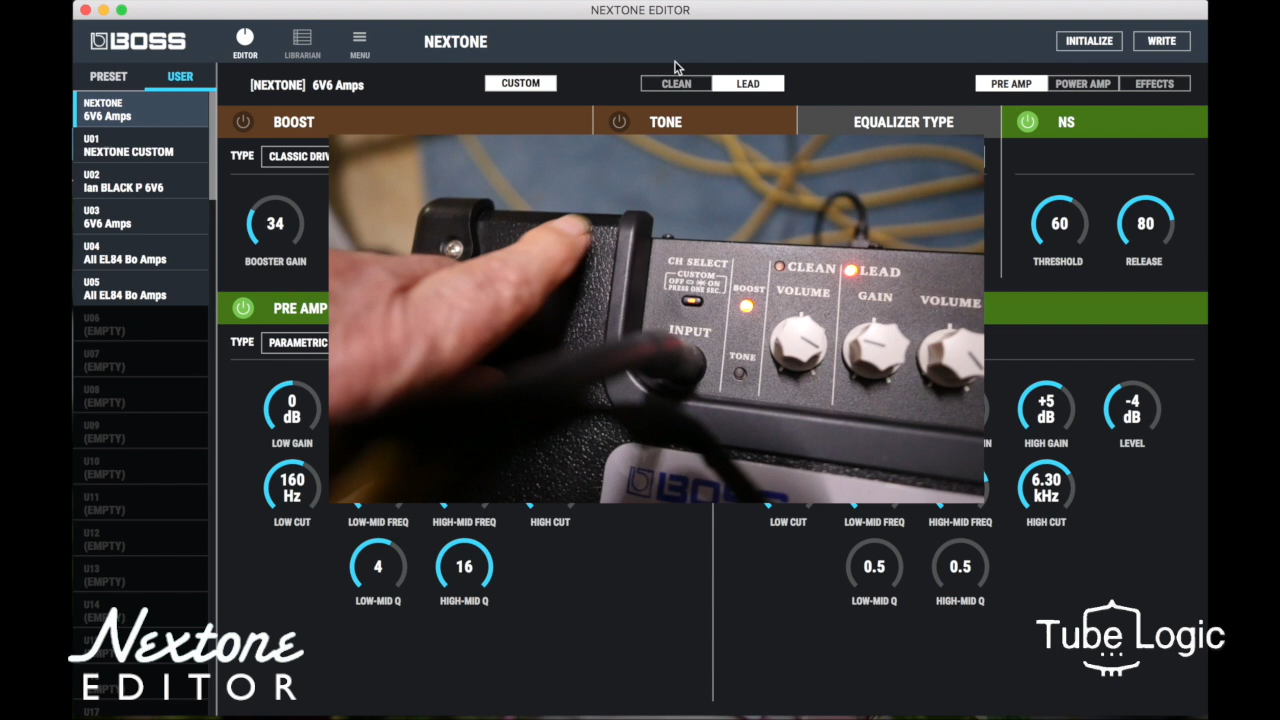 NEXTONE EDITOR
BOSS
EDITOR
LIBRARIAN
MENU
NEXTONE
INITIALIZE
WRITE
PRESET
USER
[NEXTONE] 6V6 Amps
CUSTOM
CLEAN
LEAD
PRE AMP
POWER AMP
EFFECTS
NEXTONE
6V6 Amps
U01
NEXTONE CUSTOM
U02
Ian BLACK P 6V6
U03
6V6 Amps
U04
All EL84 Bo Amps
U05
All EL84 Bo Amps
U06
(EMPTY)
U07
(EMPTY)
U08
(EMPTY)
U09
(EMPTY)
U10
(EMPTY)
U11
(EMPTY)
U12
(EMPTY)
U13
(EMPTY)
U14
(EMPTY)
U17
BOOST
TONE
EQUALIZER TYPE
NS
TYPE
CLASSIC DRIV
34
BOOSTER GAIN
60
THRESHOLD
80
RELEASE
CH SELECT
CUSTOM
OFF ON
PRESS ONE SEC.
INPUT
BOOST
TONE
CLEAN
VOLUME
LEAD
GAIN
VOLUME
BOSS
PRE AMP
TYPE
PARAMETRIC
0
dB
LOW GAIN
+5
dB
HIGH GAIN
-4
dB
LEVEL
160
Hz
LOW CUT
LOW-MID FREQ
HIGH-MID FREQ
HIGH CUT
LOW CUT
LOW-MID FREQ
HIGH-MID FREQ
6.30
kHz
HIGH CUT
4
LOW-MID Q
16
HIGH-MID Q
0.5
LOW-MID Q
0.5
HIGH-MID Q
Nextone
EDITOR
Tube Logic